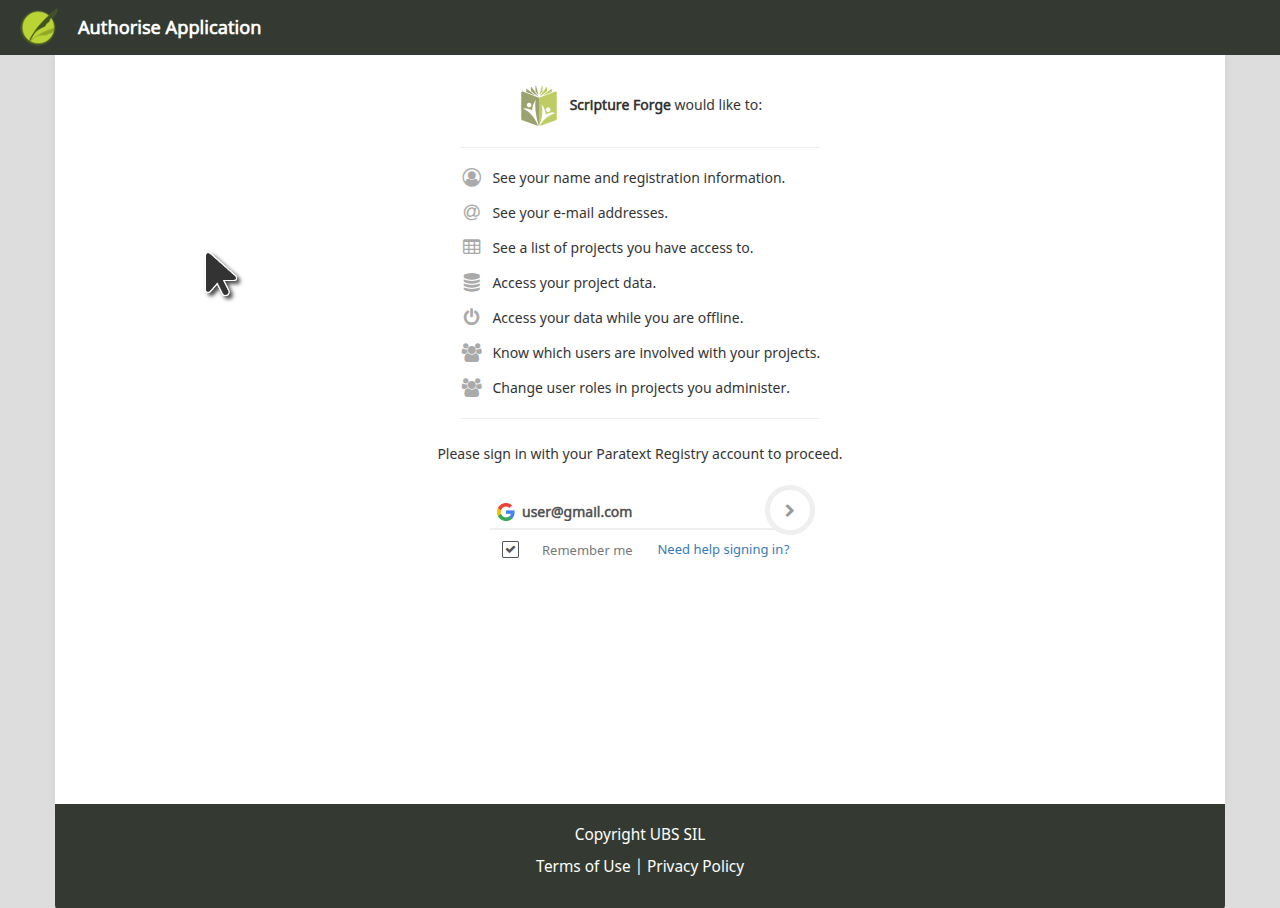 Authorise Application
Scripture Forge would like to:
See your name and registration information.
@ See your e-mail addresses.
See a list of projects you have access to.
Access your project data.
Access your data while you are offline.
Know which users are involved with your projects.
Change user roles in projects you administer.
Please sign in with your Paratext Registry account to proceed.
user@gmail.com
Remember me Need help signing in?
Copyright UBS SIL
Terms of Use | Privacy Policy